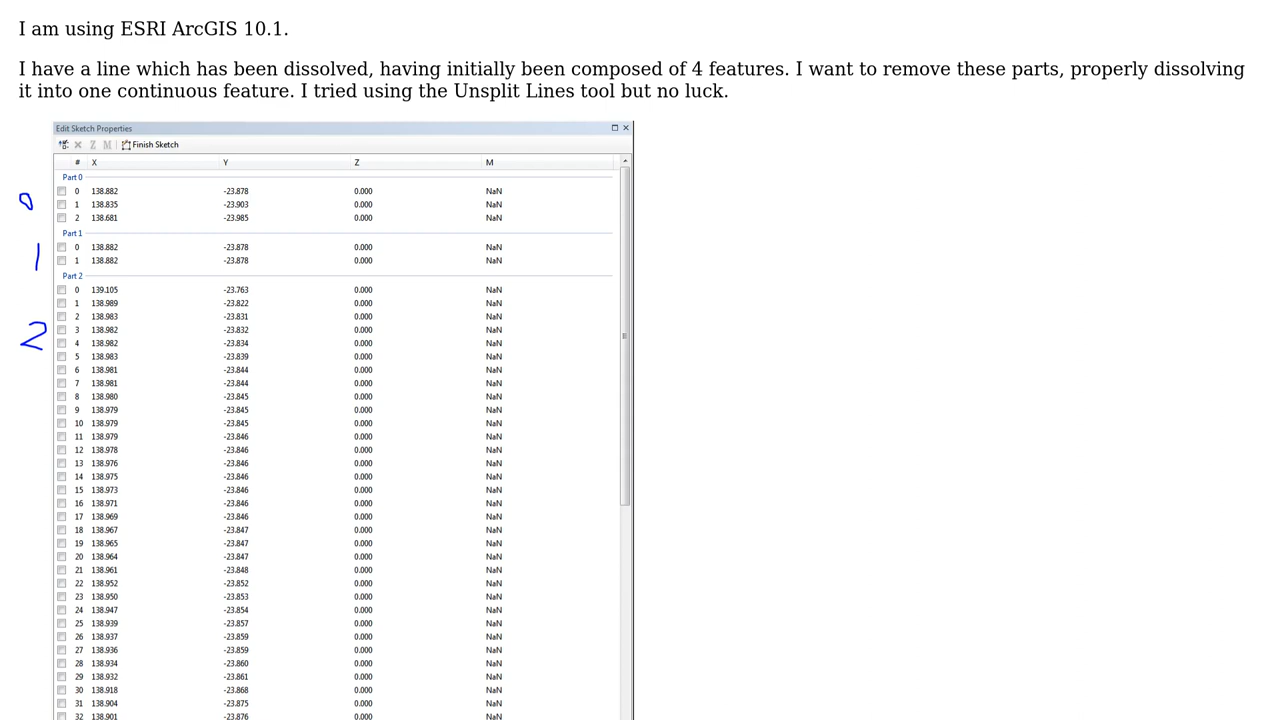 I am using ESRI ArcGIS 10.1.
I have a line which has been dissolved, having initially been composed of 4 features. I want to remove these parts, properly dissolving
it into one continuous feature. I tried using the Unsplit Lines tool but no luck.
Edit Sketch Properties
Z M Finish Sketch
# X Y Z M
Part 0
0 138.882 -23.878 0.000 NaN
0
1 138.835 -23.903 0.000 NaN
2 138.681 -23.985 0.000 NaN
Part 1
0 138.882 -23.878 0.000 NaN
1
1 138.882 -23.878 0.000 NaN
Part 2
0 139.105 -23.763 0.000 NaN
1 138.989 -23.822 0.000 NaN
2 138.983 -23.831 0.000 NaN
2
3 138.982 -23.832 0.000 NaN
4 138.982 -23.834 0.000 NaN
5 138.983 -23.839 0.000 NaN
6 138.981 -23.844 0.000 NaN
7 138.981 -23.844 0.000 NaN
8 138.980 -23.845 0.000 NaN
9 138.979 -23.845 0.000 NaN
10 138.979 -23.845 0.000 NaN
11 138.979 -23.846 0.000 NaN
12 138.978 -23.846 0.000 NaN
13 138.976 -23.846 0.000 NaN
14 138.975 -23.846 0.000 NaN
15 138.973 -23.846 0.000 NaN
16 138.971 -23.846 0.000 NaN
17 138.969 -23.846 0.000 NaN
18 138.967 -23.847 0.000 NaN
19 138.965 -23.847 0.000 NaN
20 138.964 -23.847 0.000 NaN
21 138.961 -23.848 0.000 NaN
22 138.952 -23.852 0.000 NaN
23 138.950 -23.853 0.000 NaN
24 138.947 -23.854 0.000 NaN
25 138.939 -23.857 0.000 NaN
26 138.937 -23.859 0.000 NaN
27 138.936 -23.859 0.000 NaN
28 138.934 -23.860 0.000 NaN
29 138.932 -23.861 0.000 NaN
30 138.918 -23.868 0.000 NaN
31 138.904 -23.875 0.000 NaN
32 138.901 -23.876 0.000 NaN